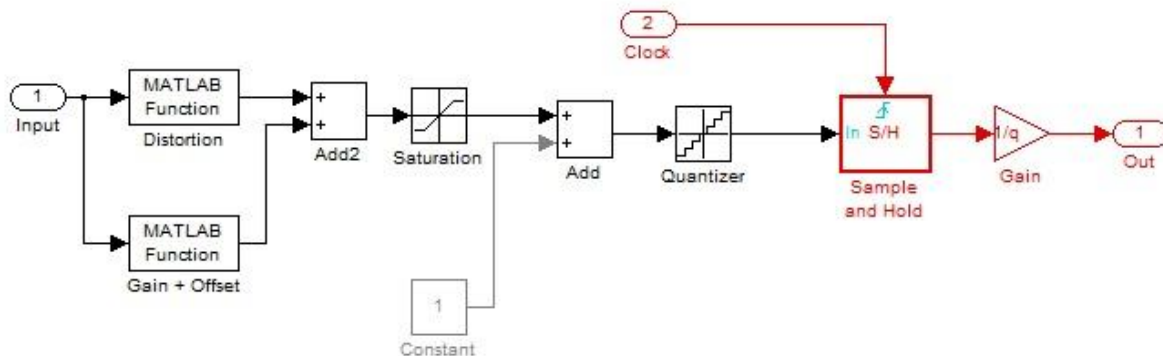 1
Input
MATLAB
Function
Distortion
MATLAB
Function
Gain + Offset
+
+
Add2
Saturation
1
Constant
+
+
Add
Quantizer
2
Clock
In S/H
Sample
and Hold
1/q
Gain
1
Out